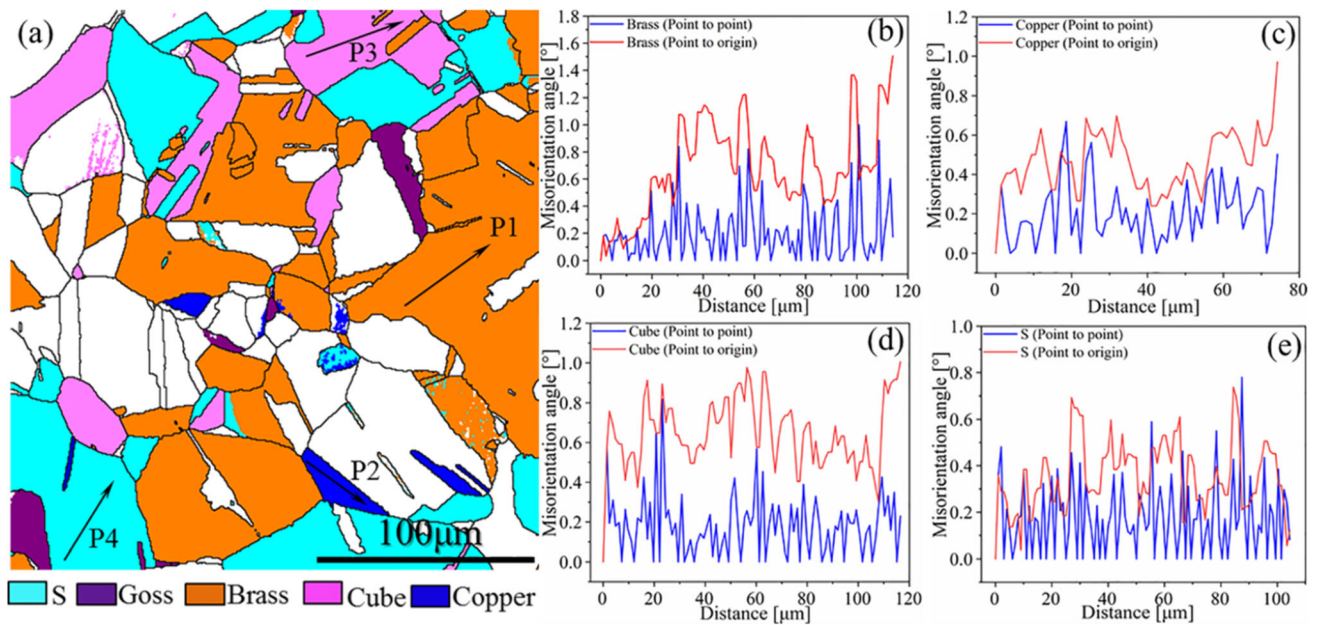 (a)
P3
P1
P2
P4
100μm
S
Goss
Brass
Cube
Copper
(b)
Brass (Point to point)
Brass (Point to origin)
Misorientation angle [°]
1.8
1.6
1.4
1.2
1.0
0.8
0.6
0.4
0.2
0.0
0 20 40 60 80 100 120
Distance [μm]
(c)
Copper (Point to point)
Copper (Point to origin)
Misorientation angle [°]
1.2
1.0
0.8
0.6
0.4
0.2
0.0
0 20 40 60 80
Distance [μm]
(d)
Cube (Point to point)
Cube (Point to origin)
Misorientation angle [°]
1.2
1.0
0.8
0.6
0.4
0.2
0.0
0 20 40 60 80 100 120
Distance [μm]
(e)
S (Point to point)
S (Point to origin)
Misorientation angle [°]
1.0
0.8
0.6
0.4
0.2
0.0
0 20 40 60 80 100
Distance [μm]